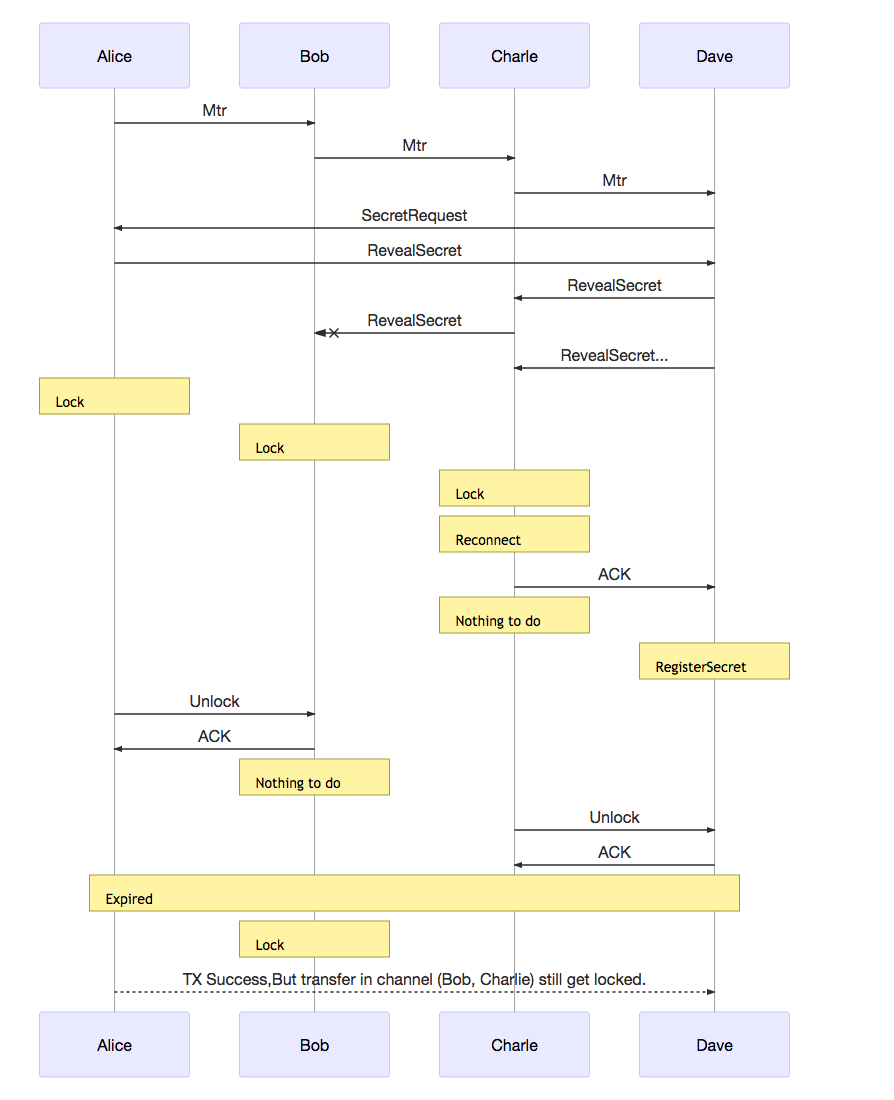 Alice
Bob
Charle
Dave
Mtr
Mtr
Mtr
SecretRequest
RevealSecret
RevealSecret
RevealSecret
RevealSecret...
Lock
Lock
Lock
Reconnect
ACK
Nothing to do
RegisterSecret
Unlock
ACK
Nothing to do
Unlock
ACK
Expired
Lock
TX Success,But transfer in channel (Bob, Charlie) still get locked.
Alice
Bob
Charle
Dave